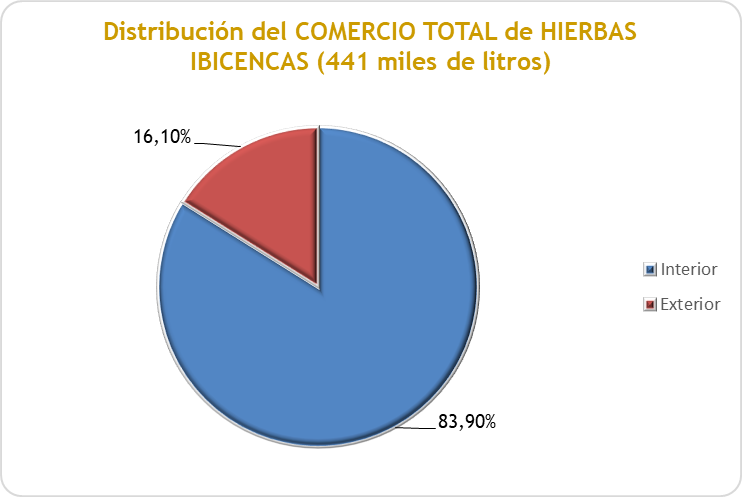 Distribución del COMERCIO TOTAL de HIERBAS
IBICENCAS (441 miles de litros)
16,10%
Interior
Exterior
83,90%